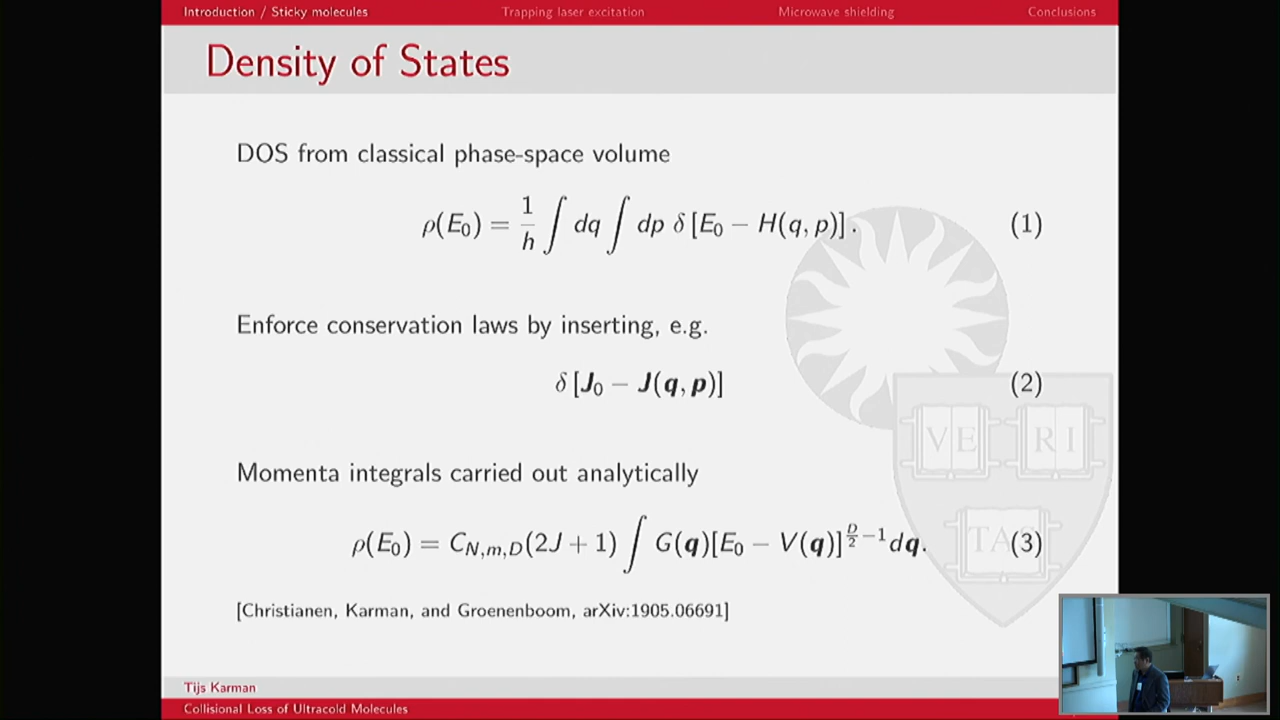 Introduction / Sticky molecules Trapping laser excitation Microwave shielding Conclusions
Density of States
DOS from classical phase-space volume
ρ(E₀) = 1/h ∫ dq ∫ dp δ [E₀ − H(q, p)] . (1)
Enforce conservation laws by inserting, e.g.
δ [J₀ − J(q, p)] (2)
Momenta integrals carried out analytically
ρ(E₀) = C_{N,m,D}(2J + 1) ∫ G(q)[E₀ − V(q)]^{D/2 −1}dq. (3)
[Christianen, Karman, and Groenenboom, arXiv:1905.06691]
VE RI
TAS
Tijs Karman
Collisional Loss of Ultracold Molecules